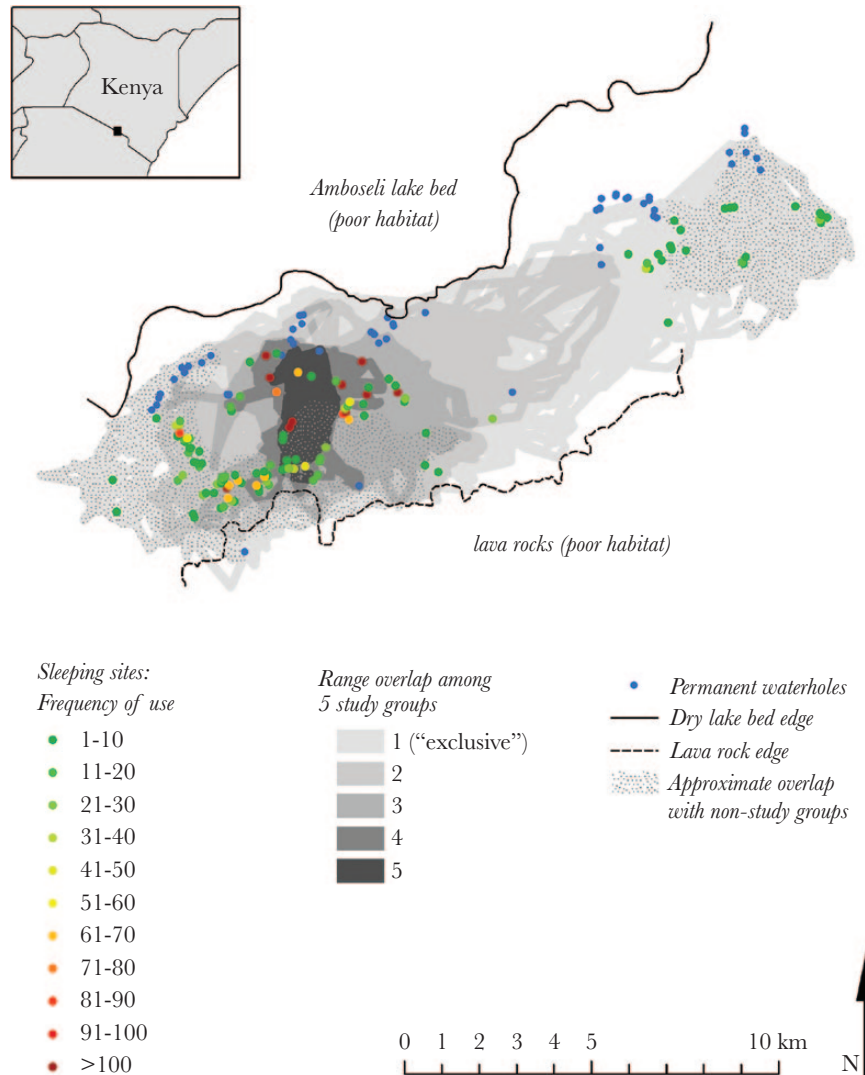 Kenya
Amboseli lake bed
(poor habitat)
lava rocks (poor habitat)
Sleeping sites:
Frequency of use
1-10
11-20
21-30
31-40
41-50
51-60
61-70
71-80
81-90
91-100
>100
Range overlap among
5 study groups
1 (“exclusive”)
2
3
4
5
Permanent waterholes
Dry lake bed edge
Lava rock edge
Approximate overlap
with non-study groups
0 1 2 3 4 5 10 km
N